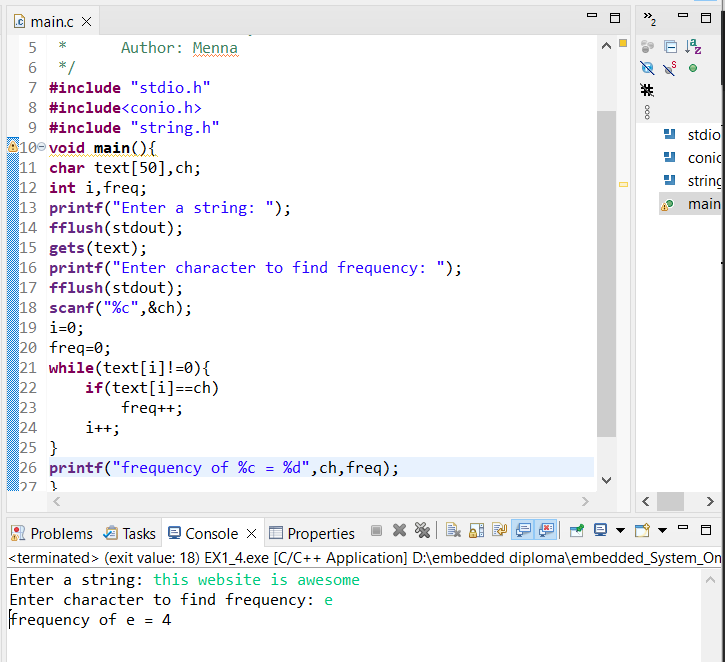 main.c
5 *      Author: Menna
6 */
7 #include "stdio.h"
8 #include<conio.h>
9 #include "string.h"
10 void main(){
11 char text[50],ch;
12 int i,freq;
13 printf("Enter a string: ");
14 fflush(stdout);
15 gets(text);
16 printf("Enter character to find frequency: ");
17 fflush(stdout);
18 scanf("%c",&ch);
19 i=0;
20 freq=0;
21 while(text[i]!=0){
22     if(text[i]==ch)
23         freq++;
24     i++;
25 }
26 printf("frequency of %c = %d",ch,freq);
27 }
stdio
conic
string
main
Problems Tasks Console Properties
<terminated> (exit value: 18) EX1_4.exe [C/C++ Application] D:\embedded diploma\embedded_System_On
Enter a string: this website is awesome
Enter character to find frequency: e
frequency of e = 4